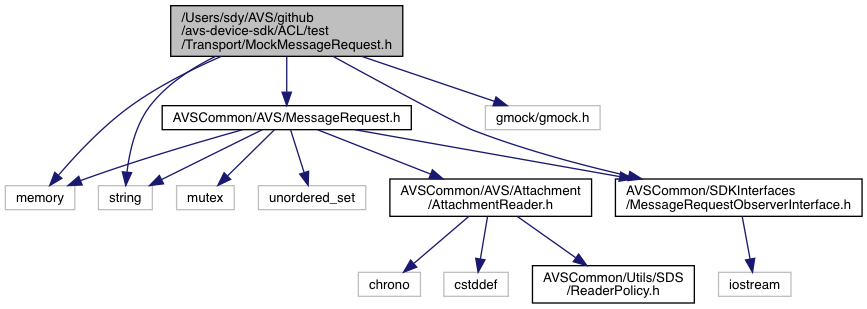 /Users/sdy/AVS/github
/avs-device-sdk/ACL/test
/Transport/MockMessageRequest.h
AVSCommon/AVS/MessageRequest.h
gmock/gmock.h
memory
string
mutex
unordered_set
AVSCommon/AVS/Attachment
/AttachmentReader.h
AVSCommon/SDKInterfaces
/MessageRequestObserverInterface.h
chrono
cstddef
AVSCommon/Utils/SDS
/ReaderPolicy.h
iostream